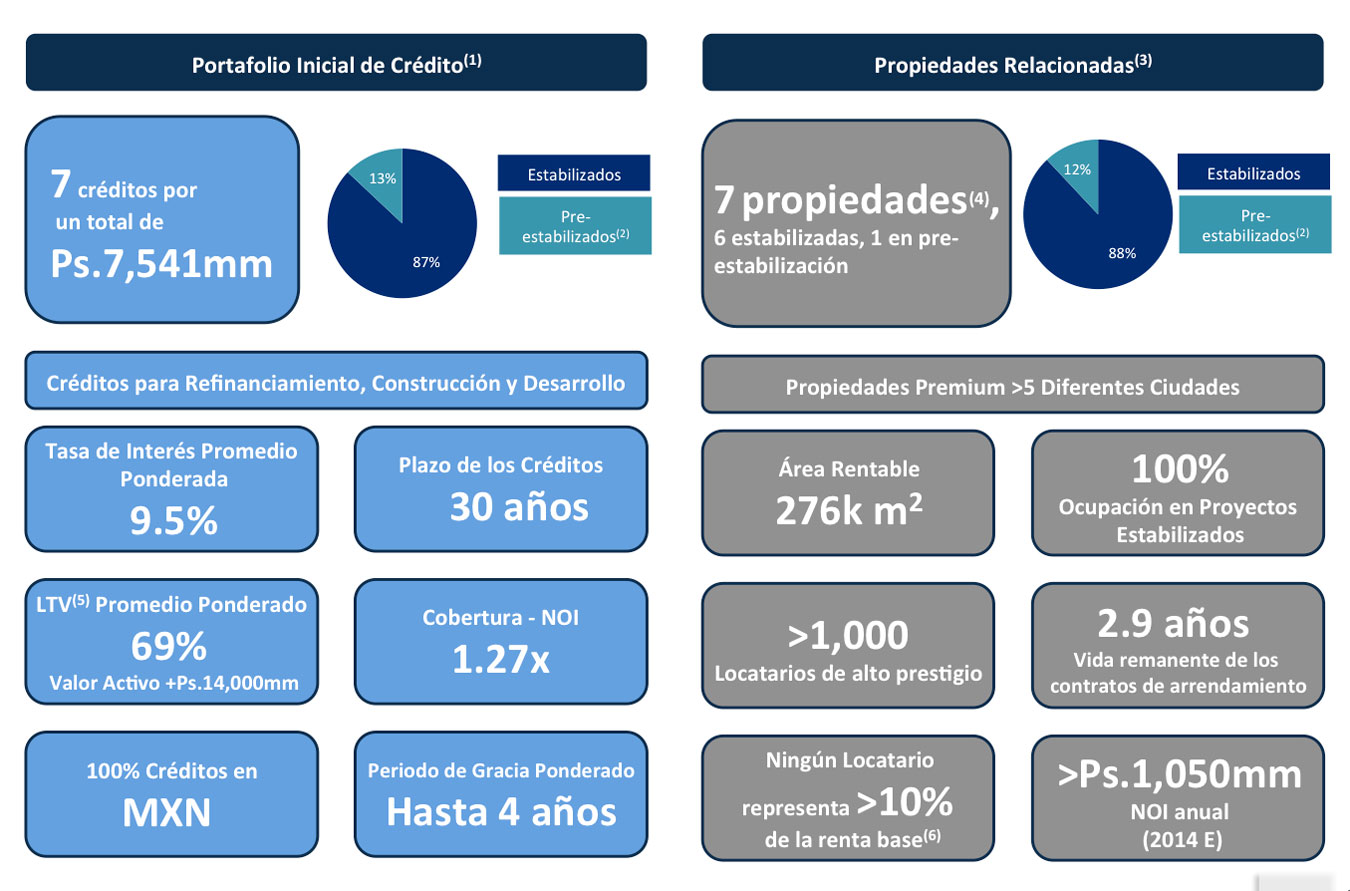 Portafolio Inicial de Crédito(1)
7 créditos por
un total de
Ps.7,541mm
13%
87%
Estabilizados
Pre-
estabilizados(2)
Créditos para Refinanciamiento, Construcción y Desarrollo
Tasa de Interés Promedio
Ponderada
9.5%
Plazo de los Créditos
30 años
LTV(5) Promedio Ponderado
69%
Valor Activo +Ps.14,000mm
Cobertura - NOI
1.27x
100% Créditos en
MXN
Periodo de Gracia Ponderado
Hasta 4 años
Propiedades Relacionadas(3)
7 propiedades(4),
6 estabilizadas, 1 en pre-
estabilización
12%
88%
Estabilizados
Pre-
estabilizados(2)
Propiedades Premium >5 Diferentes Ciudades
Área Rentable
276k m2
100%
Ocupación en Proyectos
Estabilizados
>1,000
Locatarios de alto prestigio
2.9 años
Vida remanente de los
contratos de arrendamiento
Ningún Locatario
representa >10%
de la renta base(6)
>Ps.1,050mm
NOI anual
(2014 E)